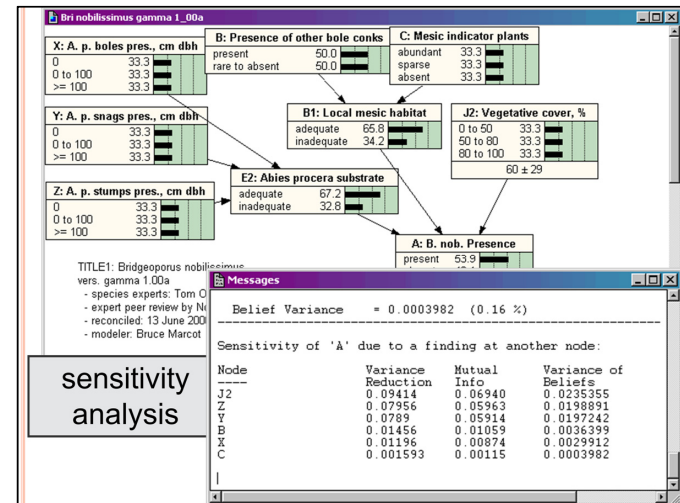 Bri nobilissimus gamma 1_00a
X: A. p. boles pres., cm dbh
0 33.3
0 to 100 33.3
>= 100 33.3
B: Presence of other bole conks
present 50.0
rare to absent 50.0
C: Mesic indicator plants
abundant 33.3
sparse 33.3
absent 33.3
Y: A. p. snags pres., cm dbh
0 33.3
0 to 100 33.3
>= 100 33.3
B1: Local mesic habitat
adequate 65.8
inadequate 34.2
J2: Vegetative cover, %
0 to 50 33.3
50 to 80 33.3
80 to 100 33.3
60 ± 29
Z: A. p. stumps pres., cm dbh
0 33.3
0 to 100 33.3
>= 100 33.3
E2: Abies procera substrate
adequate 67.2
inadequate 32.8
A: B. nob. Presence
present 53.9
TITLE1: Bridgeoporus nobilissimus
vers. gamma 1.00a
- species experts: Tom O
- expert peer review by No
- reconciled: 13 June 200
- modeler: Bruce Marcot
sensitivity
analysis
Messages
Belief Variance = 0.0003982 (0.16 %)
Sensitivity of 'A' due to a finding at another node:
Node Variance Mutual Variance of
---- Reduction Info Beliefs
J2 0.09414 0.06940 0.0235355
Z 0.07956 0.05963 0.0198891
Y 0.0789 0.05914 0.0197242
B 0.01456 0.01059 0.0036399
X 0.01196 0.00874 0.0029912
C 0.001593 0.00115 0.0003982